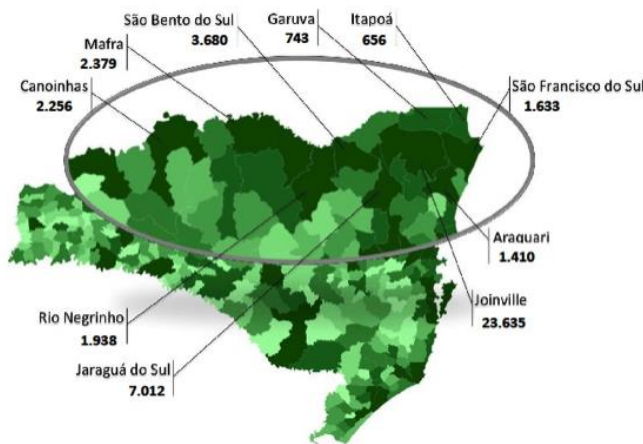 São Bento do Sul
3.680
Garuva
743
Itapoá
656
Mafra
2.379
Canoinhas
2.256
São Francisco do Sul
1.633
Araquari
1.410
Joinville
23.635
Rio Negrinho
1.938
Jaraguá do Sul
7.012